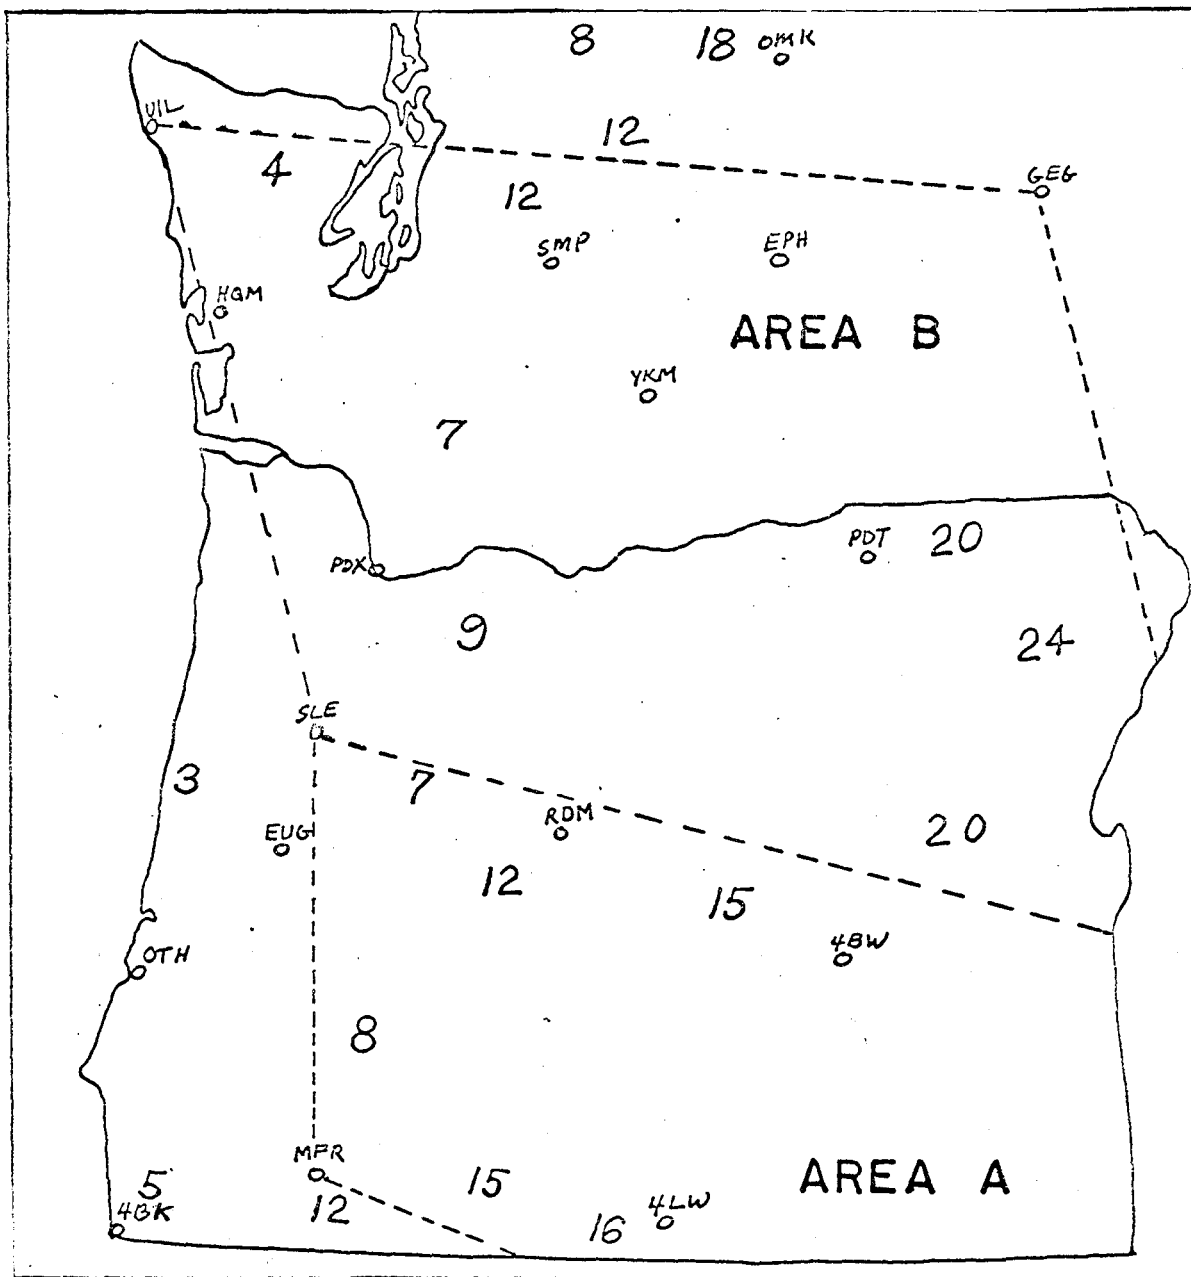 8 18 OMK
UIL
12
4
GEG
12
SMP EPH
HQM
AREA B
YKM
7
PDT 20
PDX
9
24
SLE
3
7
RDM
EUG
20
12
15
4BW
OTH
8
MFR
5
15
AREA A
4BK
12
16
4LW